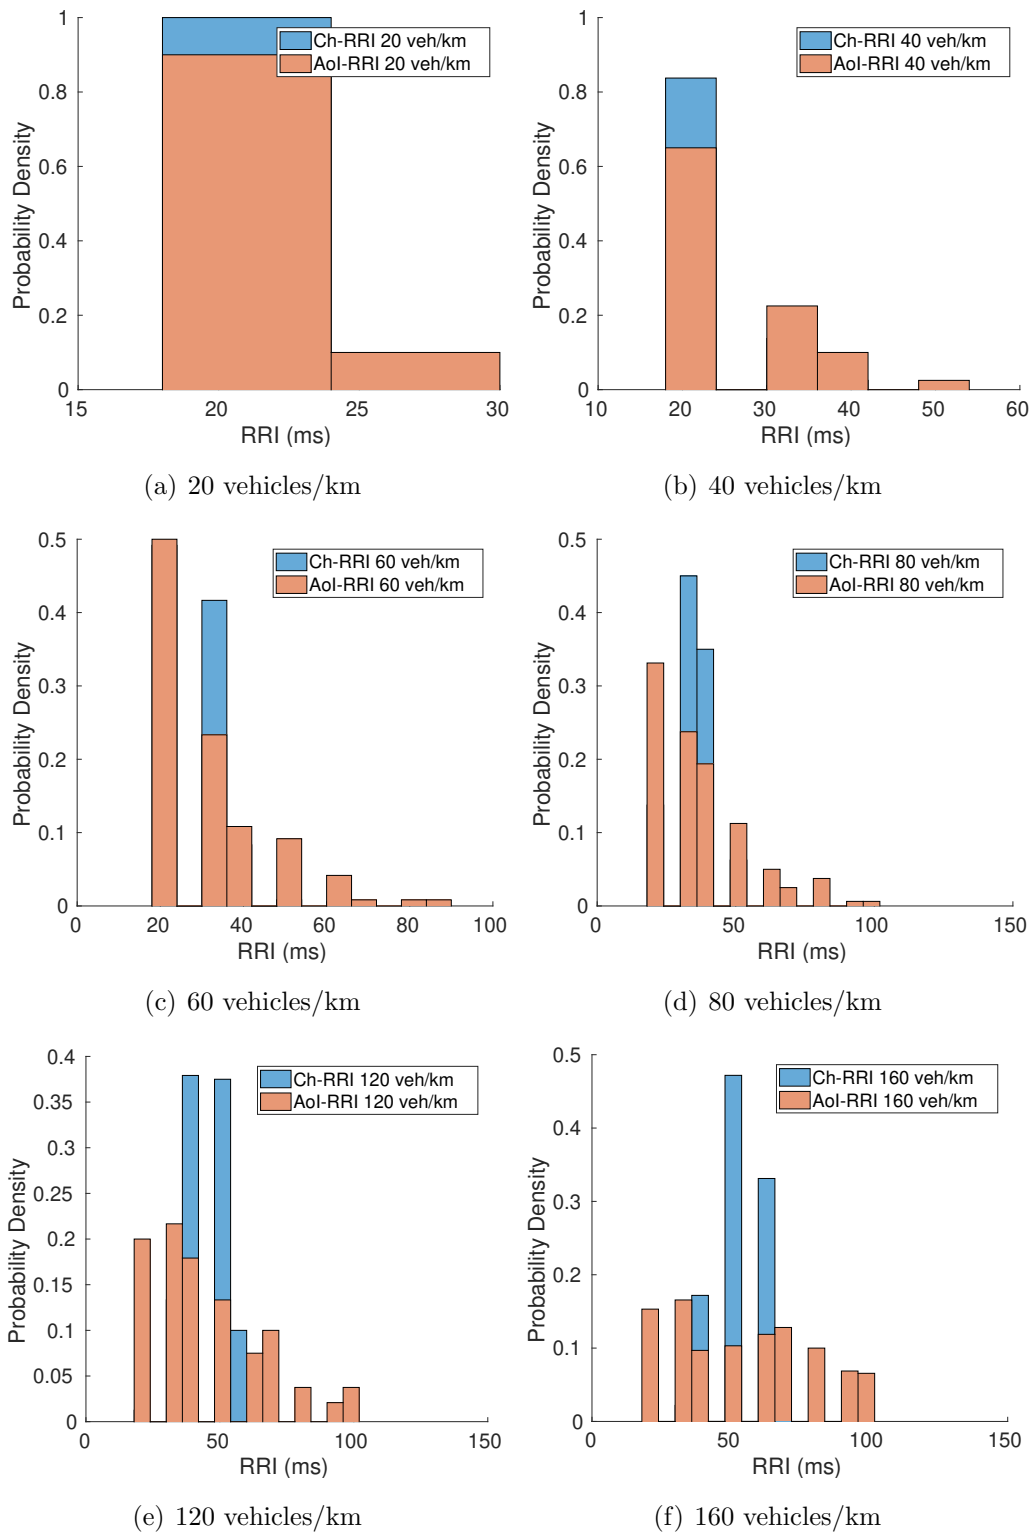 1
0.8
0.6
0.4
0.2
0
Probability Density
15
20
25
30
RRI (ms)
Ch-RRI 20 veh/km
AoI-RRI 20 veh/km
(a) 20 vehicles/km
1
0.8
0.6
0.4
0.2
0
Probability Density
10
20
30
40
50
60
RRI (ms)
Ch-RRI 40 veh/km
AoI-RRI 40 veh/km
(b) 40 vehicles/km
0.5
0.4
0.3
0.2
0.1
0
Probability Density
0
20
40
60
80
100
RRI (ms)
Ch-RRI 60 veh/km
AoI-RRI 60 veh/km
(c) 60 vehicles/km
0.5
0.4
0.3
0.2
0.1
0
Probability Density
0
50
100
150
RRI (ms)
Ch-RRI 80 veh/km
AoI-RRI 80 veh/km
(d) 80 vehicles/km
0.4
0.35
0.3
0.25
0.2
0.15
0.1
0.05
0
Probability Density
0
50
100
150
RRI (ms)
Ch-RRI 120 veh/km
AoI-RRI 120 veh/km
(e) 120 vehicles/km
0.5
0.4
0.3
0.2
0.1
0
Probability Density
0
50
100
150
RRI (ms)
Ch-RRI 160 veh/km
AoI-RRI 160 veh/km
(f) 160 vehicles/km